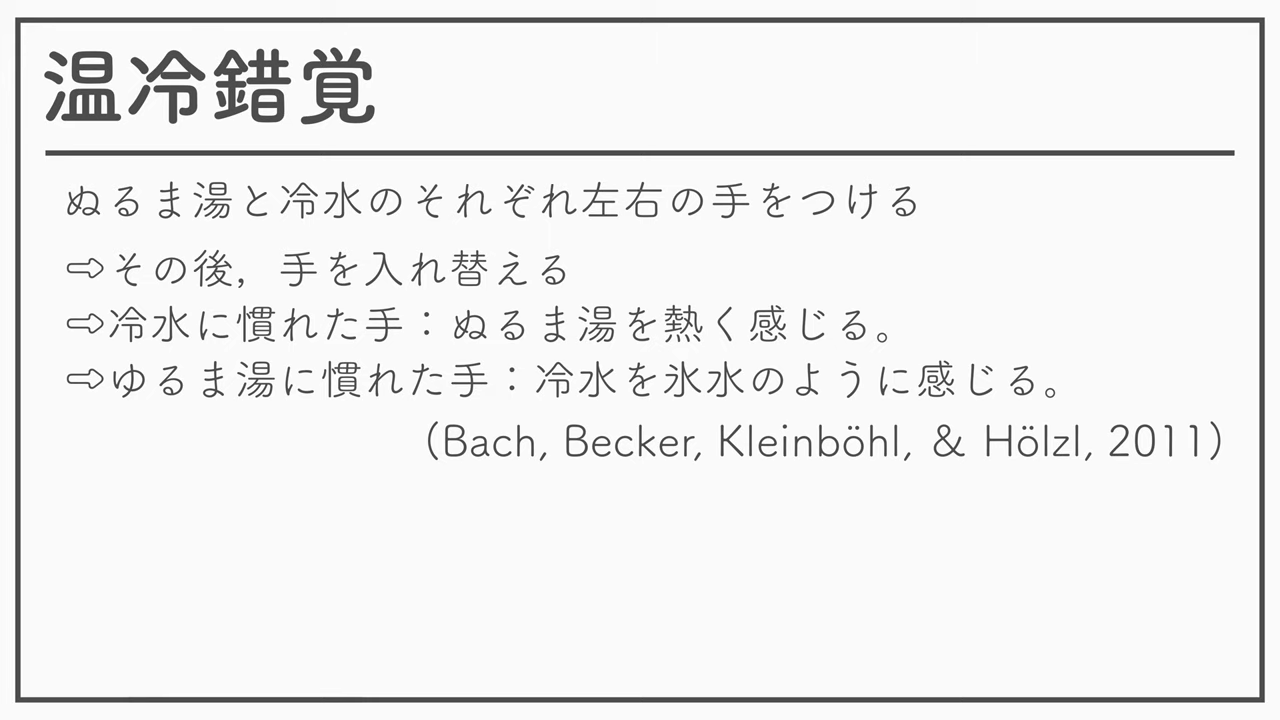 温冷錯覚
ぬるま湯と冷水のそれぞれ左右の手をつける
⇨その後，手を入れ替える
⇨冷水に慣れた手：ぬるま湯を熱く感じる。
⇨ゆるま湯に慣れた手：冷水を氷水のように感じる。
（Bach, Becker, Kleinböhl, & Hölzl, 2011）